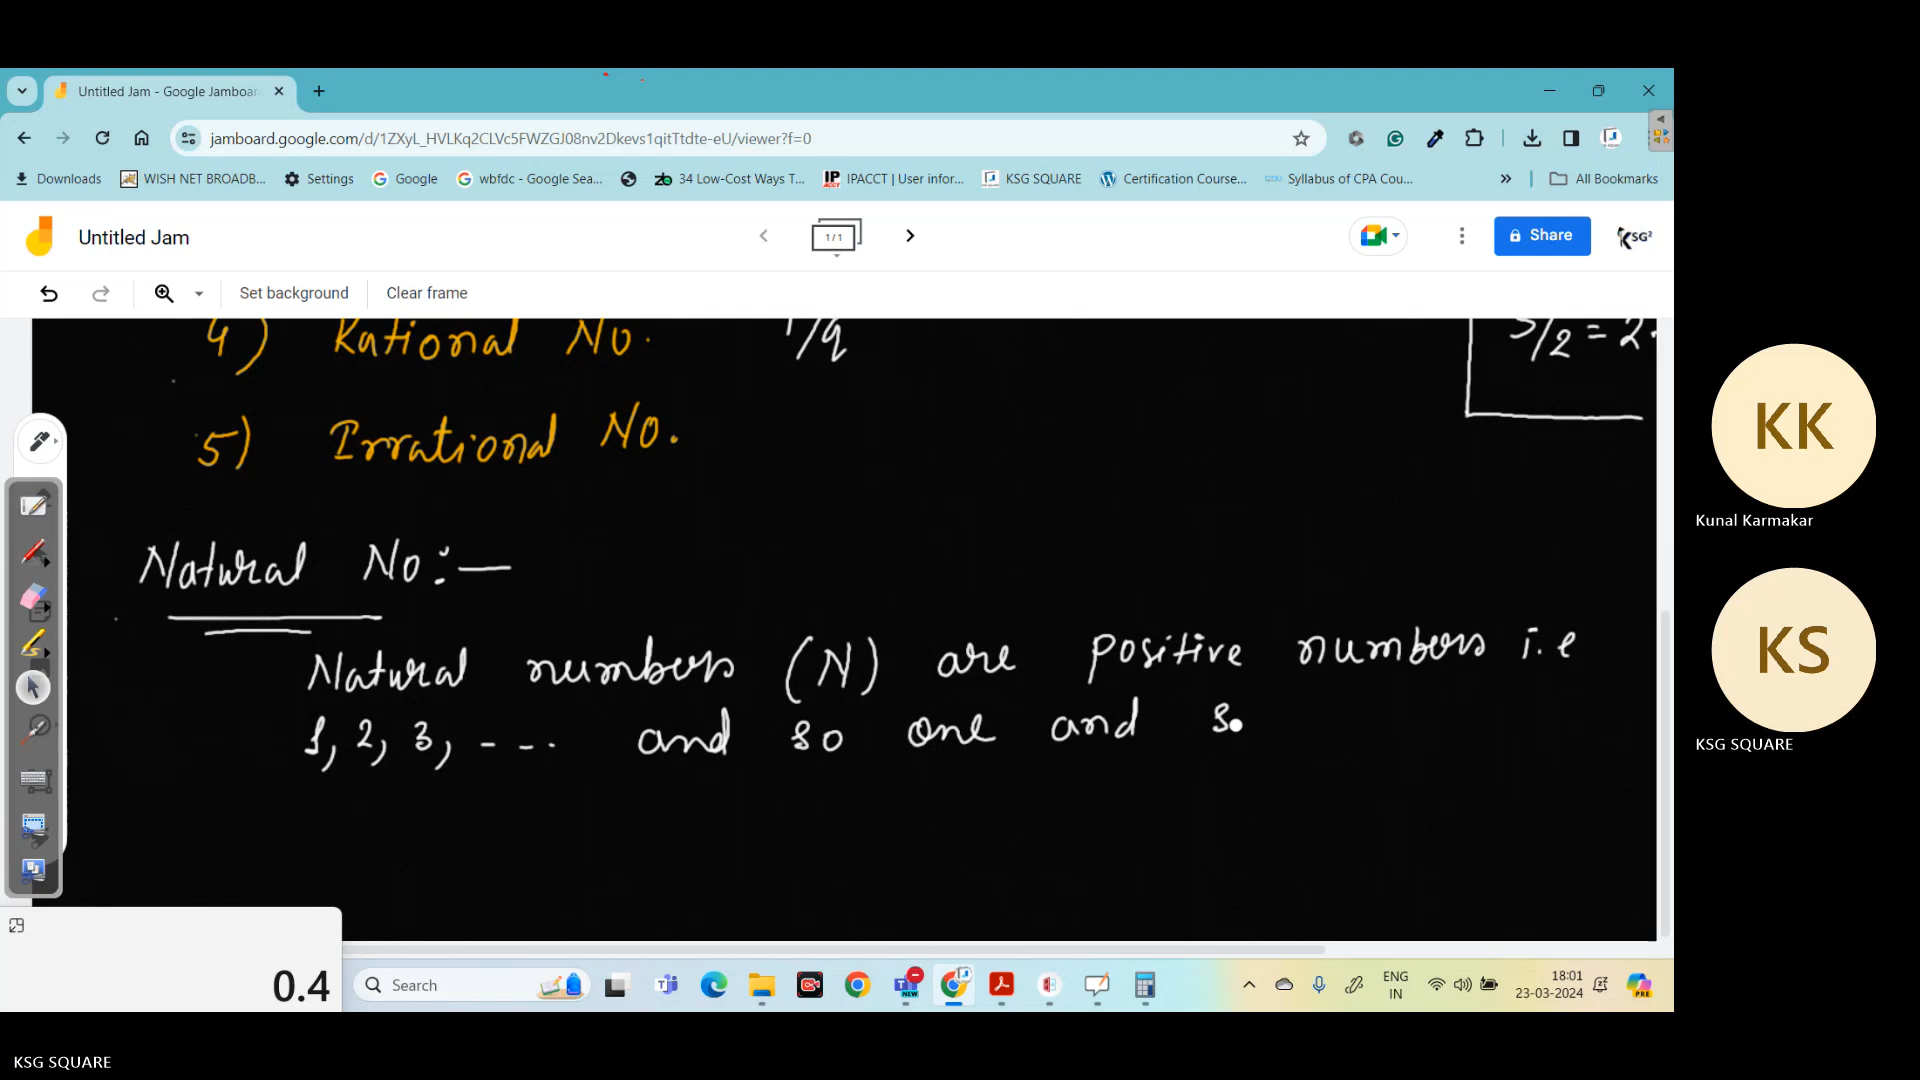 Untitled Jam - Google Jamboar
jamboard.google.com/d/1ZXyL_HVLKq2CLVc5FWZGJ08nv2Dkevs1qitTtdte-eU/viewer?f=0
Downloads WISH NET BROADB... Settings Google wbfdc - Google Sea... 34 Low-Cost Ways T... IPACCT | User infor... KSG SQUARE Certification Course... Syllabus of CPA Cou... » All Bookmarks
Untitled Jam 1 / 1 Share KSG²
Set background Clear frame
4) Rational No. P/q 5/2 = 2.
5) Irrational No.
Natural No:—
Natural numbers (N) are positive numbers i.e
1, 2, 3, - - -. and so one and so
KK
Kunal Karmakar
KS
KSG SQUARE
0.4
Search ENG IN 18:01 23-03-2024
KSG SQUARE